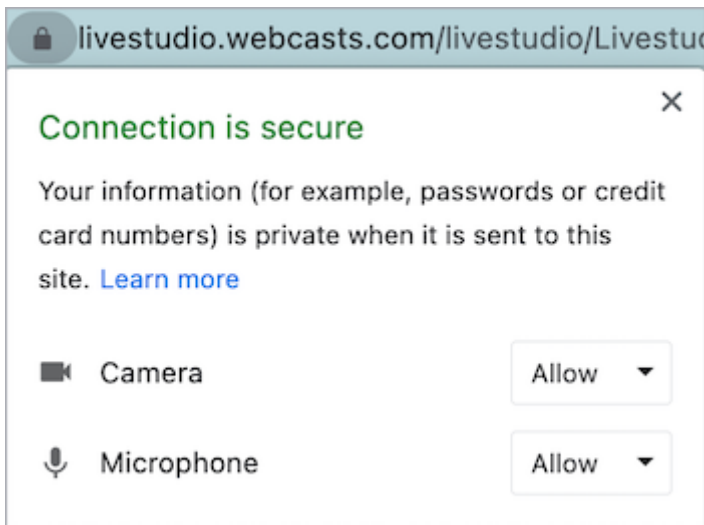 livestudio.webcasts.com/livestudio/Livestu
Connection is secure
Your information (for example, passwords or credit
card numbers) is private when it is sent to this
site. Learn more
Camera
Allow
Microphone
Allow